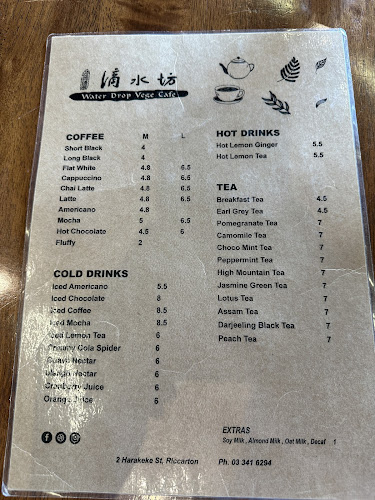 滴水坊
Water Drop Vege Cafe
COFFEE M L
Short Black 4
Long Black 4
Flat White 4.8 6.5
Cappuccino 4.8 6.5
Chai Latte 4.8 6.5
Latte 4.8 6.5
Americano 4.8
Mocha 5 6.5
Hot Chocolate 4.5 6
Fluffy 2
COLD DRINKS
Iced Americano 5.5
Iced Chocolate 8
Iced Coffee 8.5
Iced Mocha 8.5
Iced Lemon Tea 6
Creamy Cola Spider 6
Guava Nectar 6
Mango Nectar 6
Cranberry Juice 6
Orange Juice 6
HOT DRINKS
Hot Lemon Ginger 5.5
Hot Lemon Tea 5.5
TEA
Breakfast Tea 4.5
Earl Grey Tea 4.5
Pomegranate Tea 7
Camomile Tea 7
Choco Mint Tea 7
Peppermint Tea 7
High Mountain Tea 7
Jasmine Green Tea 7
Lotus Tea 7
Assam Tea 7
Darjeeling Black Tea 7
Peach Tea 7
EXTRAS
Soy Milk , Almond Milk , Oat Milk , Decaf 1
2 Harakeke St, Riccarton Ph. 03 341 6294